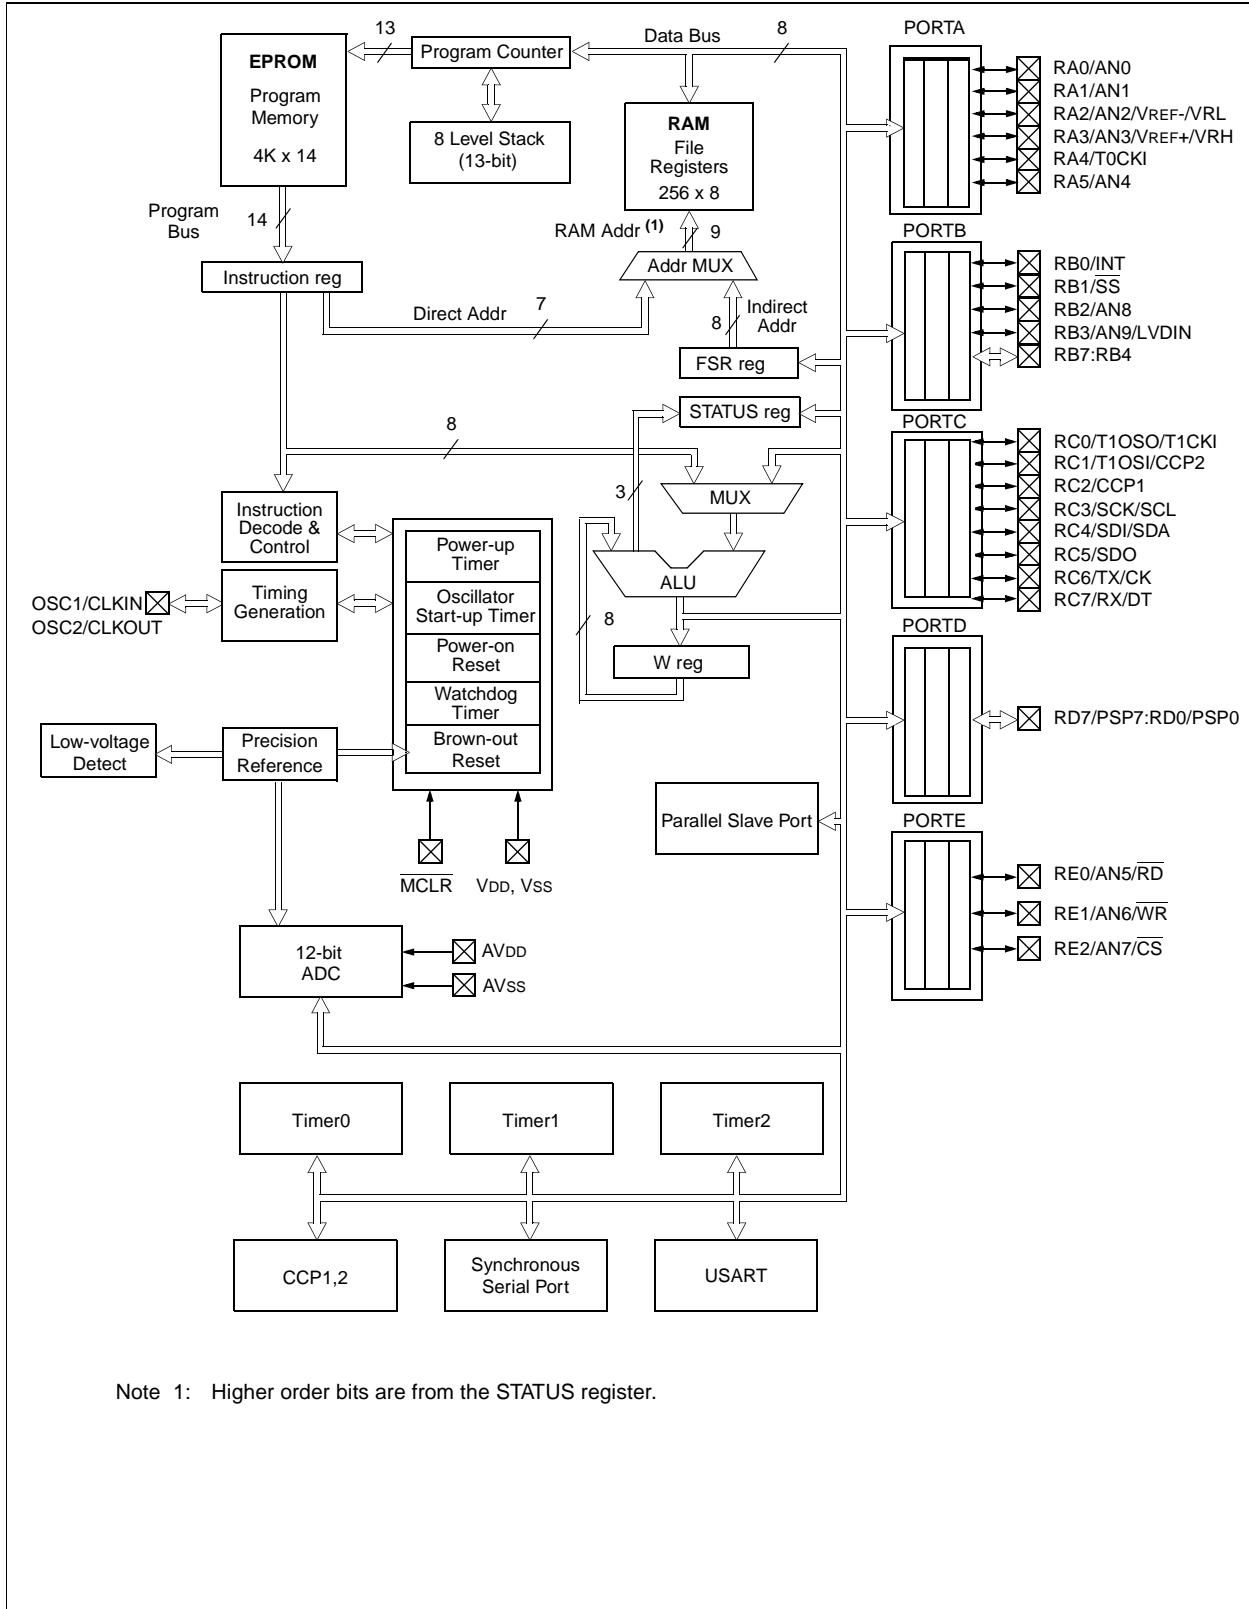 13
Data Bus
8
PORTA
EPROM
Program
Memory
4K x 14
Program Counter
8 Level Stack
(13-bit)
RAM
File
Registers
256 x 8
RA0/AN0
RA1/AN1
RA2/AN2/VREF-/VRL
RA3/AN3/VREF+/VRH
RA4/T0CKI
RA5/AN4
Program
Bus
14
RAM Addr (1)
9
PORTB
Instruction reg
Addr MUX
RB0/INT
RB1/S̅S̅
RB2/AN8
RB3/AN9/LVDIN
RB7:RB4
Direct Addr
7
8
Indirect
Addr
FSR reg
STATUS reg
PORTC
8
RC0/T1OSO/T1CKI
RC1/T1OSI/CCP2
RC2/CCP1
RC3/SCK/SCL
RC4/SDI/SDA
RC5/SDO
RC6/TX/CK
RC7/RX/DT
3
MUX
Instruction
Decode &
Control
Power-up
Timer
ALU
Timing
Generation
OSC1/CLKIN
OSC2/CLKOUT
Oscillator
Start-up Timer
8
PORTD
Power-on
Reset
W reg
Watchdog
Timer
RD7/PSP7:RD0/PSP0
Low-voltage
Detect
Precision
Reference
Brown-out
Reset
Parallel Slave Port
PORTE
M̅C̅L̅R̅
VDD, VSS
RE0/AN5/R̅D̅
RE1/AN6/W̅R̅
RE2/AN7/C̅S̅
12-bit
ADC
AVDD
AVSS
Timer0
Timer1
Timer2
CCP1,2
Synchronous
Serial Port
USART
Note 1: Higher order bits are from the STATUS register.